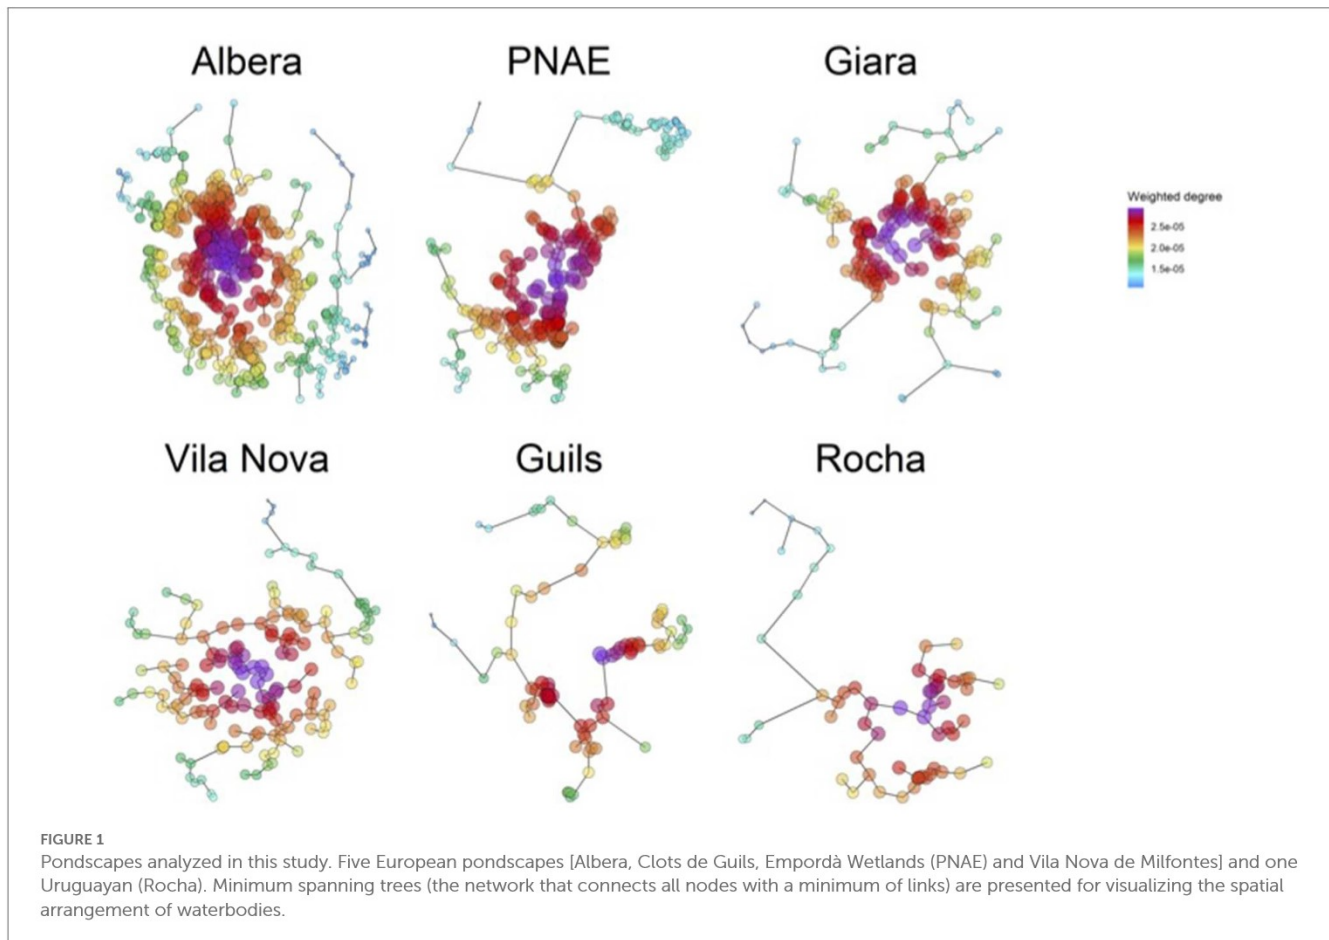 Albera
PNAE
Giara
Weighted degree
2.5e-05
2.0e-05
1.5e-05
Vila Nova
Guils
Rocha
FIGURE 1
Pondscapes analyzed in this study. Five European pondscapes [Albera, Clots de Guils, Empordà Wetlands (PNAE) and Vila Nova de Milfontes] and one
Uruguayan (Rocha). Minimum spanning trees (the network that connects all nodes with a minimum of links) are presented for visualizing the spatial
arrangement of waterbodies.